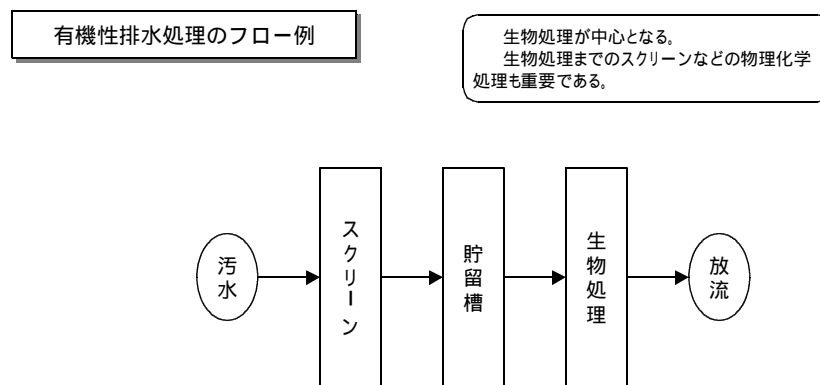 有機性排水処理のフロー例
生物処理が中心となる。
生物処理までのスクリーンなどの物理化学
処理も重要である。
汚水
スクリーン
貯留槽
生物処理
放流